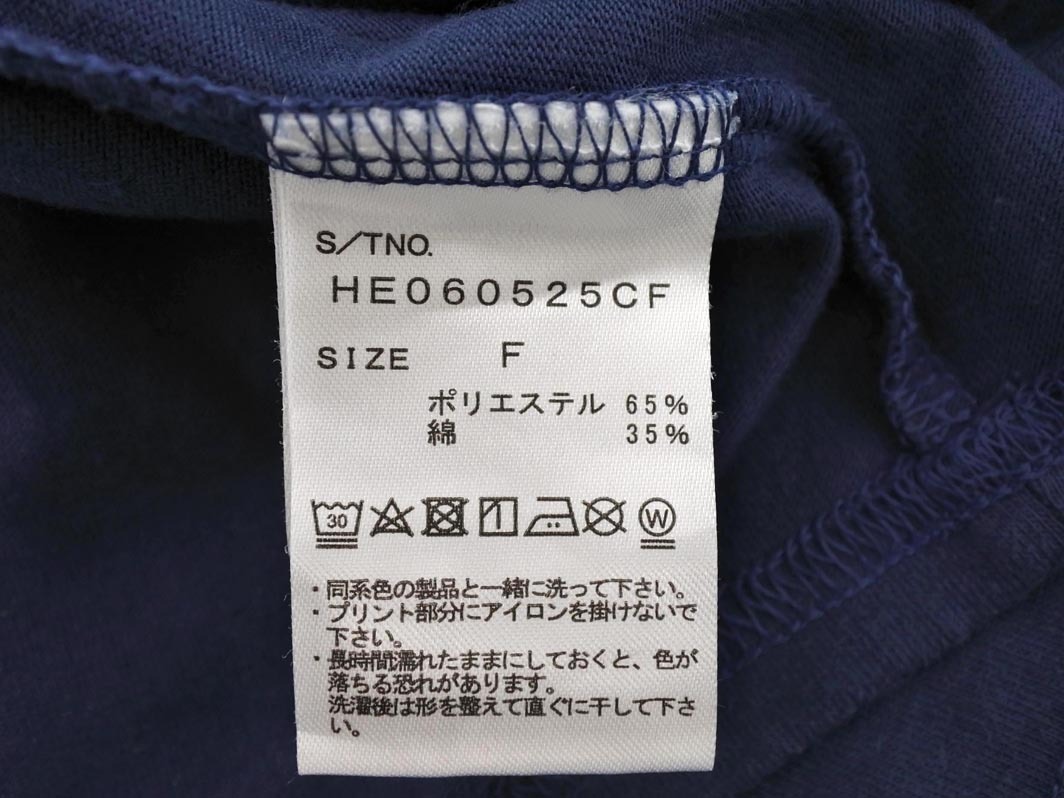 S/TNO.
HE060525CF
SIZE F
ポリエステル 65%
綿 35%
30 W
・同系色の製品と一緒に洗って下さい。
・プリント部分にアイロンを掛けないで
下さい。
・長時間濡れたままにしておくと、色が
落ちる恐れがあります。
洗濯後は形を整えて直ぐに干して下さ
い。